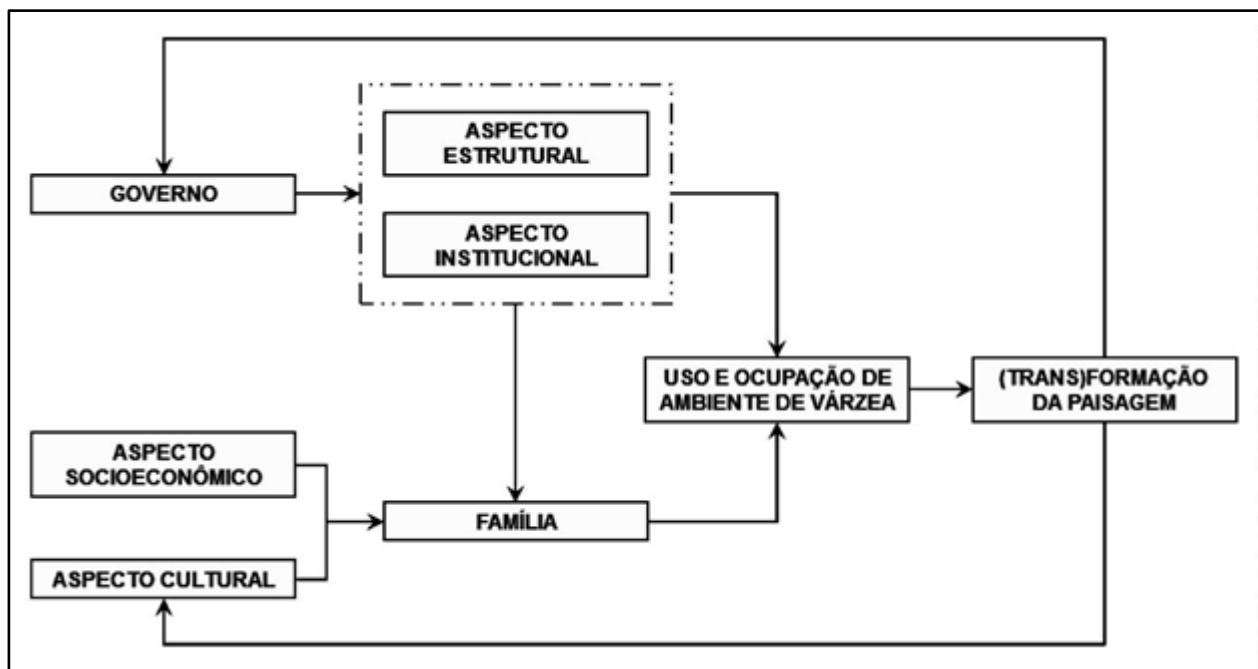 ASPECTO
ESTRUTURAL
GOVERNO
ASPECTO
INSTITUCIONAL
USO E OCUPAÇÃO DE
AMBIENTE DE VÁRZEA
(TRANS)FORMAÇÃO
DA PAISAGEM
ASPECTO
SOCIOECONÔMICO
FAMÍLIA
ASPECTO CULTURAL